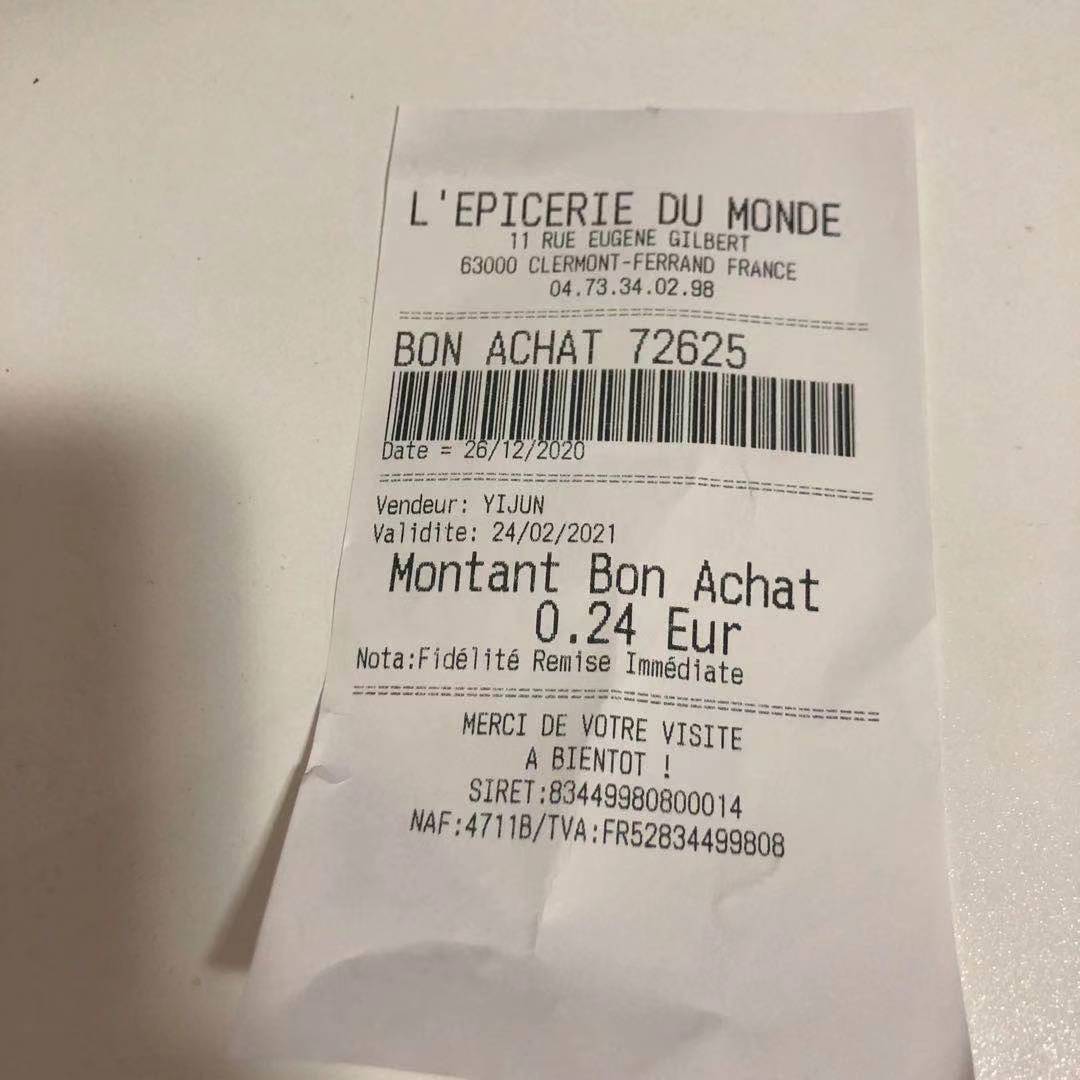 L'EPICERIE DU MONDE
11 RUE EUGENE GILBERT
63000 CLERMONT-FERRAND FRANCE
04.73.34.02.98
BON ACHAT 72625
Date = 26/12/2020
Vendeur: YIJUN
Validite: 24/02/2021
Montant Bon Achat
0.24 Eur
Nota:Fidélité Remise Immédiate
MERCI DE VOTRE VISITE
A BIENTOT !
SIRET:83449980800014
NAF:4711B/TVA:FR52834499808